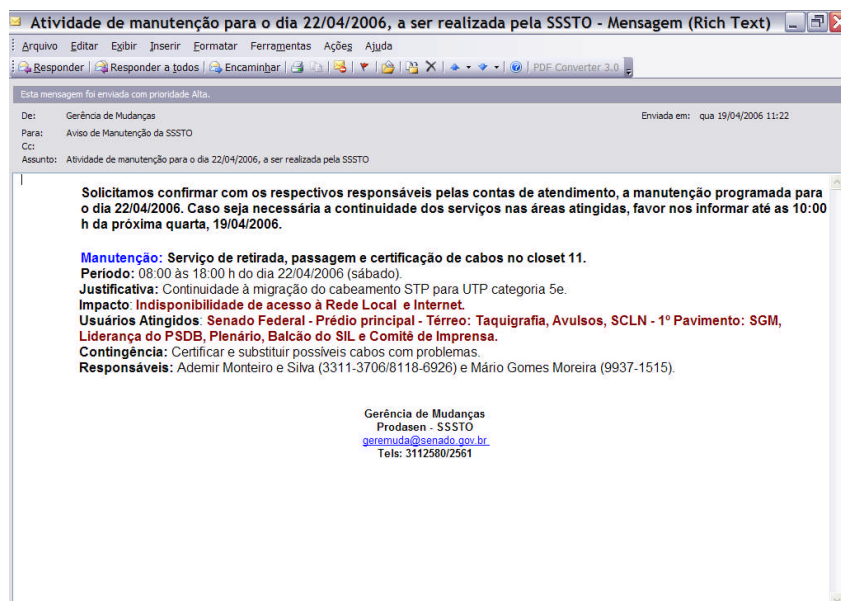 Atividade de manutenção para o dia 22/04/2006, a ser realizada pela SSSTO - Mensagem (Rich Text)
Arquivo Editar Exibir Inserir Formatar Ferramentas Ações Ajuda
Responder Responder a todos Encaminhar PDF Converter 3.0
Esta mensagem foi enviada com prioridade Alta.
De: Gerência de Mudanças Enviada em: qua 19/04/2006 11:22
Para: Aviso de Manutenção da SSSTO
Cc:
Assunto: Atividade de manutenção para o dia 22/04/2006, a ser realizada pela SSSTO
Solicitamos confirmar com os respectivos responsáveis pelas contas de atendimento, a manutenção programada para
o dia 22/04/2006. Caso seja necessária a continuidade dos serviços nas áreas atingidas, favor nos informar até as 10:00
h da próxima quarta, 19/04/2006.
Manutenção: Serviço de retirada, passagem e certificação de cabos no closet 11.
Período: 08:00 às 18:00 h do dia 22/04/2006 (sábado).
Justificativa: Continuidade à migração do cabeamento STP para UTP categoria 5e.
Impacto: Indisponibilidade de acesso à Rede Local e Internet.
Usuários Atingidos: Senado Federal - Prédio principal - Térreo: Taquigrafia, Avulsos, SCLN - 1º Pavimento: SGM,
Liderança do PSDB, Plenário, Balcão do SIL e Comitê de Imprensa.
Contingência: Certificar e substituir possíveis cabos com problemas.
Responsáveis: Ademir Monteiro e Silva (3311-3706/8118-6926) e Mário Gomes Moreira (9937-1515).
Gerência de Mudanças
Prodasen - SSSTO
geremuda@senado.gov.br
Tels: 3112580/2561